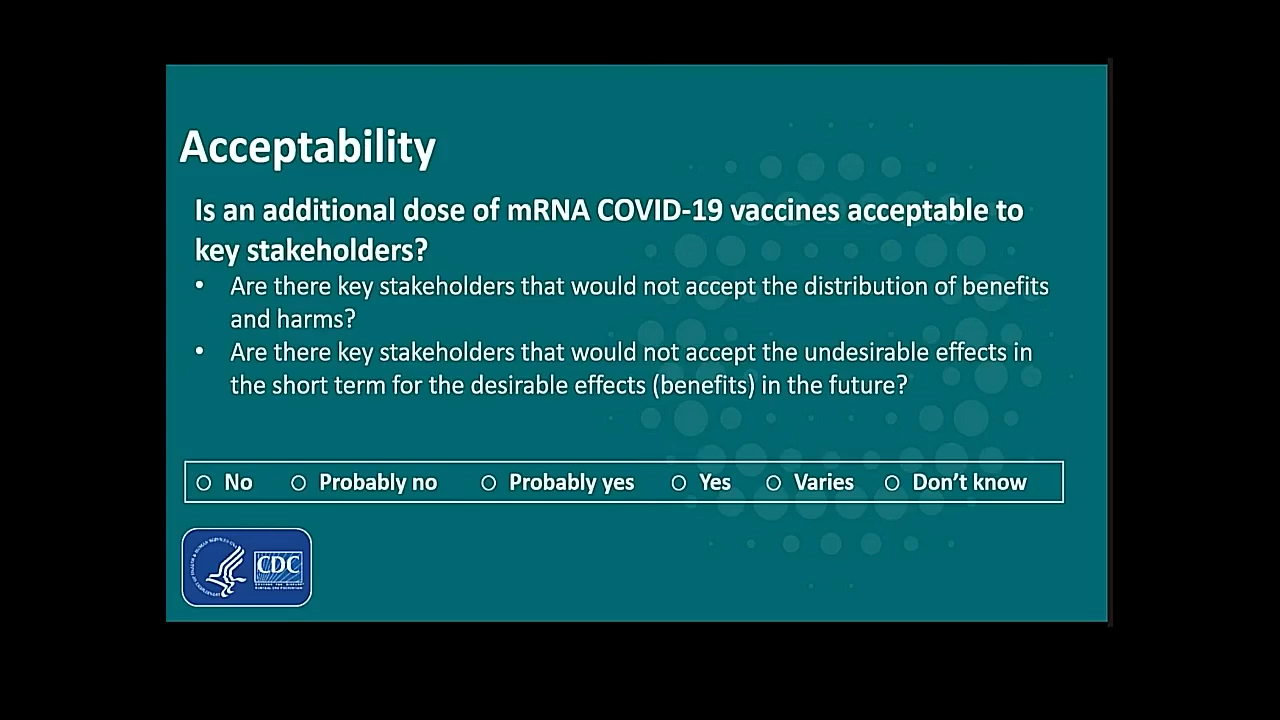 Acceptability
Is an additional dose of mRNA COVID-19 vaccines acceptable to
key stakeholders?
• Are there key stakeholders that would not accept the distribution of benefits
and harms?
• Are there key stakeholders that would not accept the undesirable effects in
the short term for the desirable effects (benefits) in the future?
○ No ○ Probably no ○ Probably yes ○ Yes ○ Varies ○ Don't know
CDC